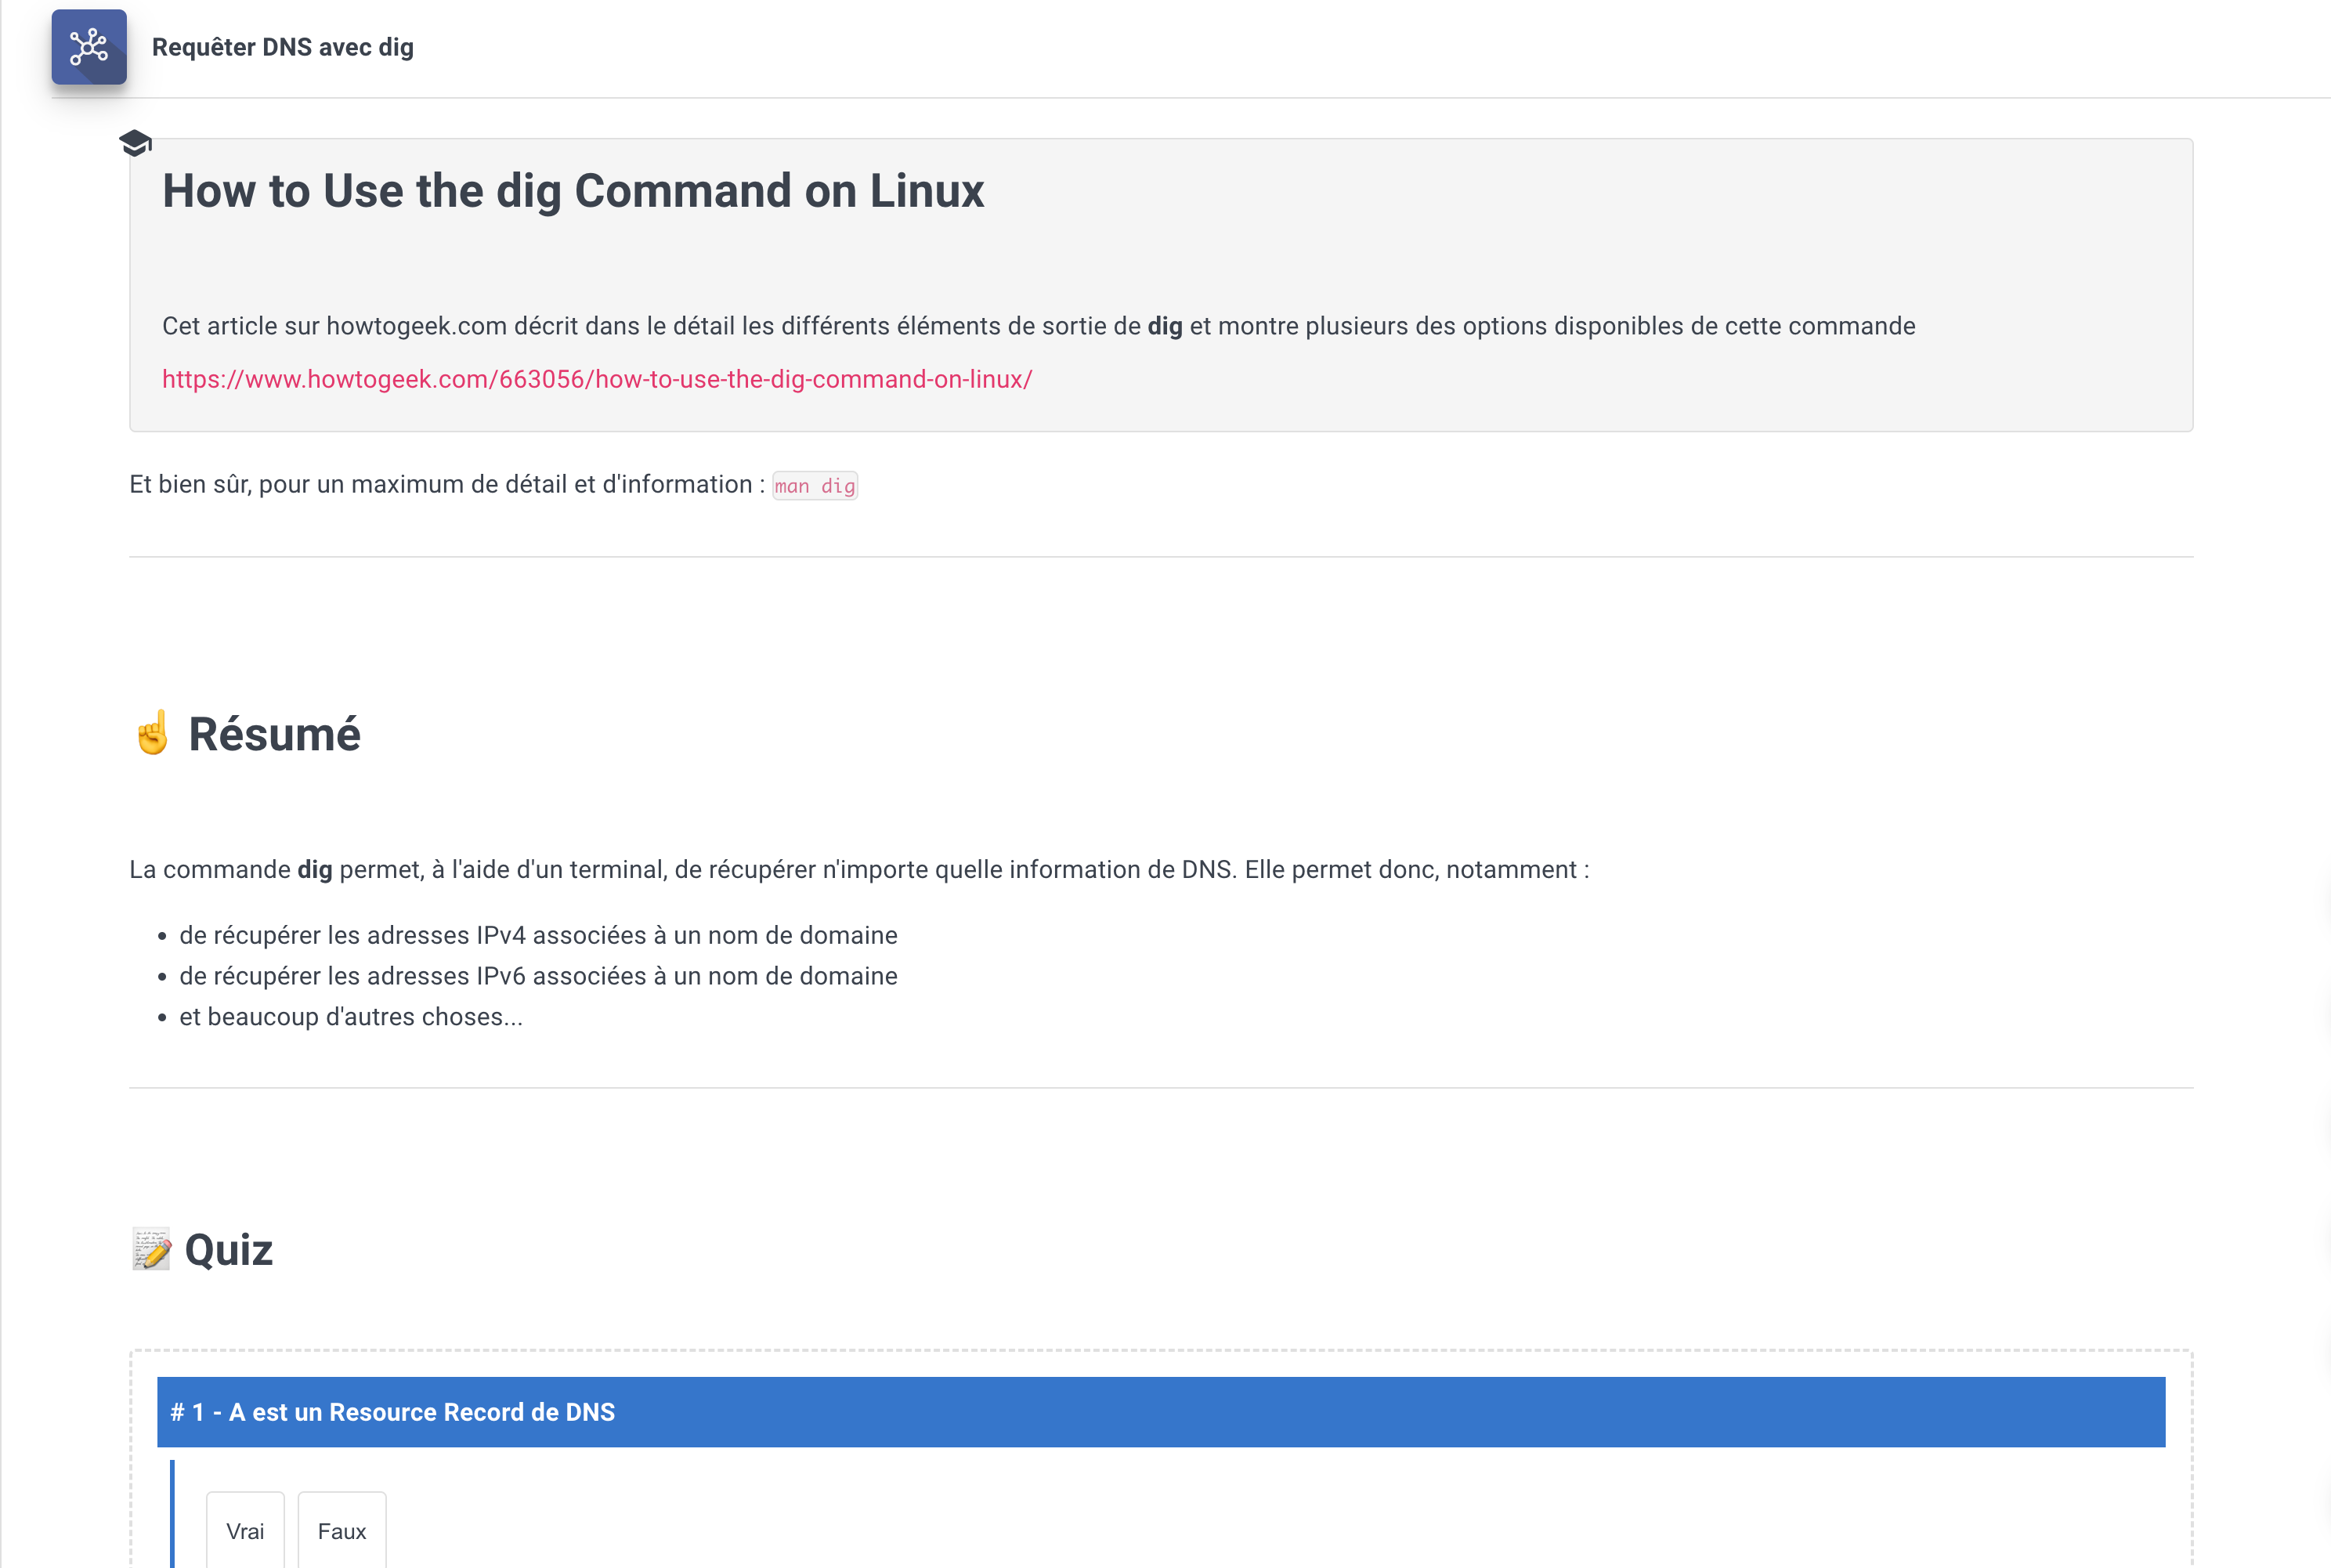 Requêter DNS avec dig
How to Use the dig Command on Linux
Cet article sur howtogeek.com décrit dans le détail les différents éléments de sortie de dig et montre plusieurs des options disponibles de cette commande
https://www.howtogeek.com/663056/how-to-use-the-dig-command-on-linux/
Et bien sûr, pour un maximum de détail et d'information : man dig
☝️ Résumé
La commande dig permet, à l'aide d'un terminal, de récupérer n'importe quelle information de DNS. Elle permet donc, notamment :
• de récupérer les adresses IPv4 associées à un nom de domaine
• de récupérer les adresses IPv6 associées à un nom de domaine
• et beaucoup d'autres choses...
📝 Quiz
# 1 - A est un Resource Record de DNS
Vrai Faux